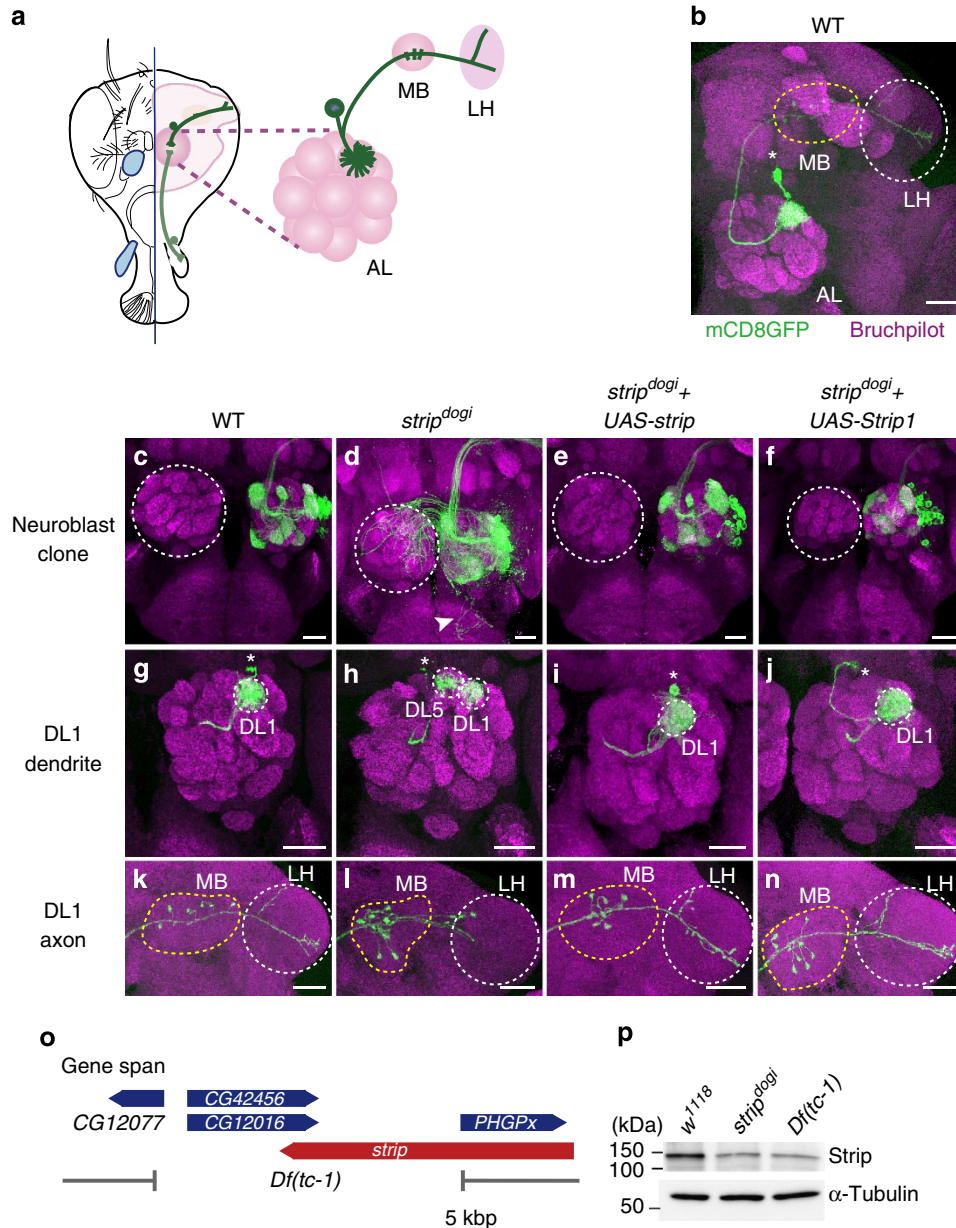 a
MB
LH
AL
b
WT
*
MB
LH
AL
mCD8GFP Bruchpilot
WT
strip^dogi
strip^dogi +
UAS-strip
strip^dogi +
UAS-Strip1
Neuroblast
clone
c
d
e
f
DL1
dendrite
g
*
DL1
h
*
DL5
DL1
i
*
DL1
j
*
DL1
DL1
axon
k
MB
LH
l
MB
LH
m
MB
LH
n
MB
LH
o
Gene span
CG42456
CG12077
CG12016
PHGPx
strip
Df(tc-1)
5 kbp
p
(kDa)
w^1118
strip^dogi
Df(tc-1)
150
100
Strip
50
α-Tubulin